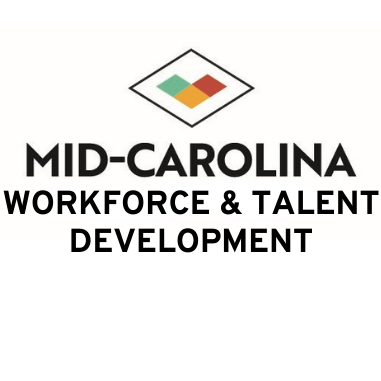 MID-CAROLINA
WORKFORCE & TALENT
DEVELOPMENT